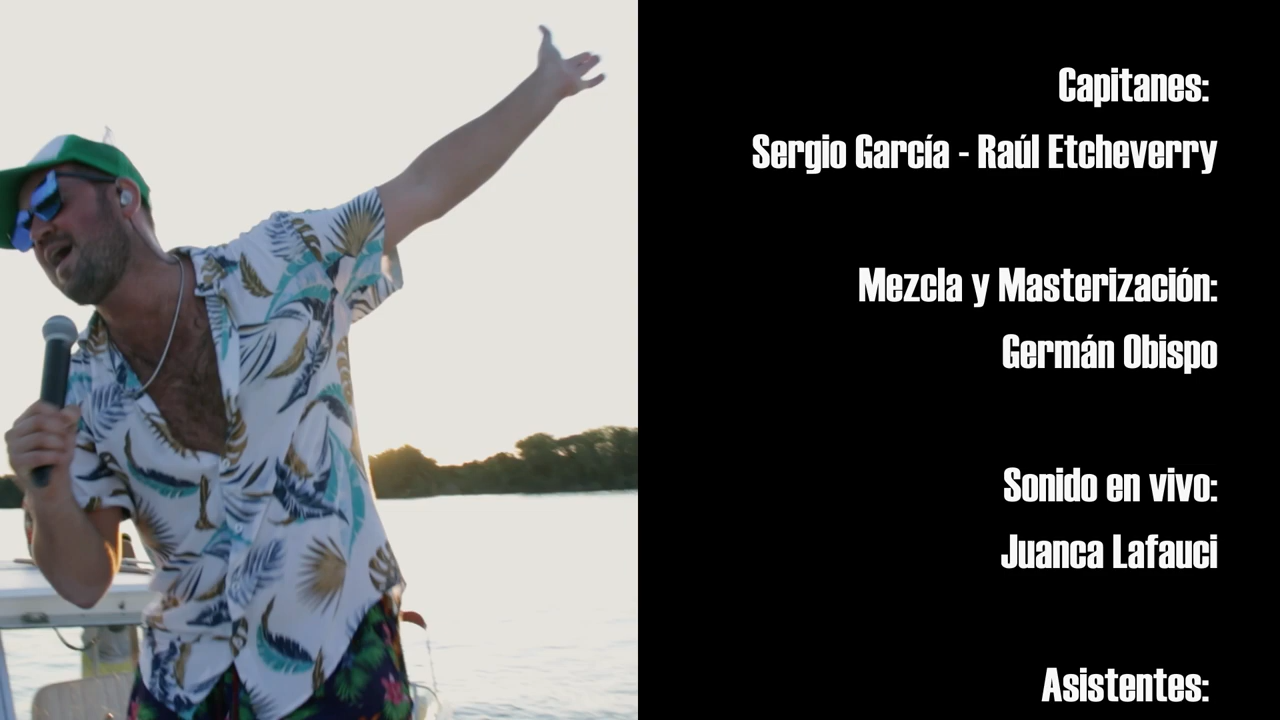 Capitanes:
Sergio García - Raúl Etcheverry
Mezcla y Masterización:
Germán Obispo
Sonido en vivo:
Juanca Lafauci
Asistentes: